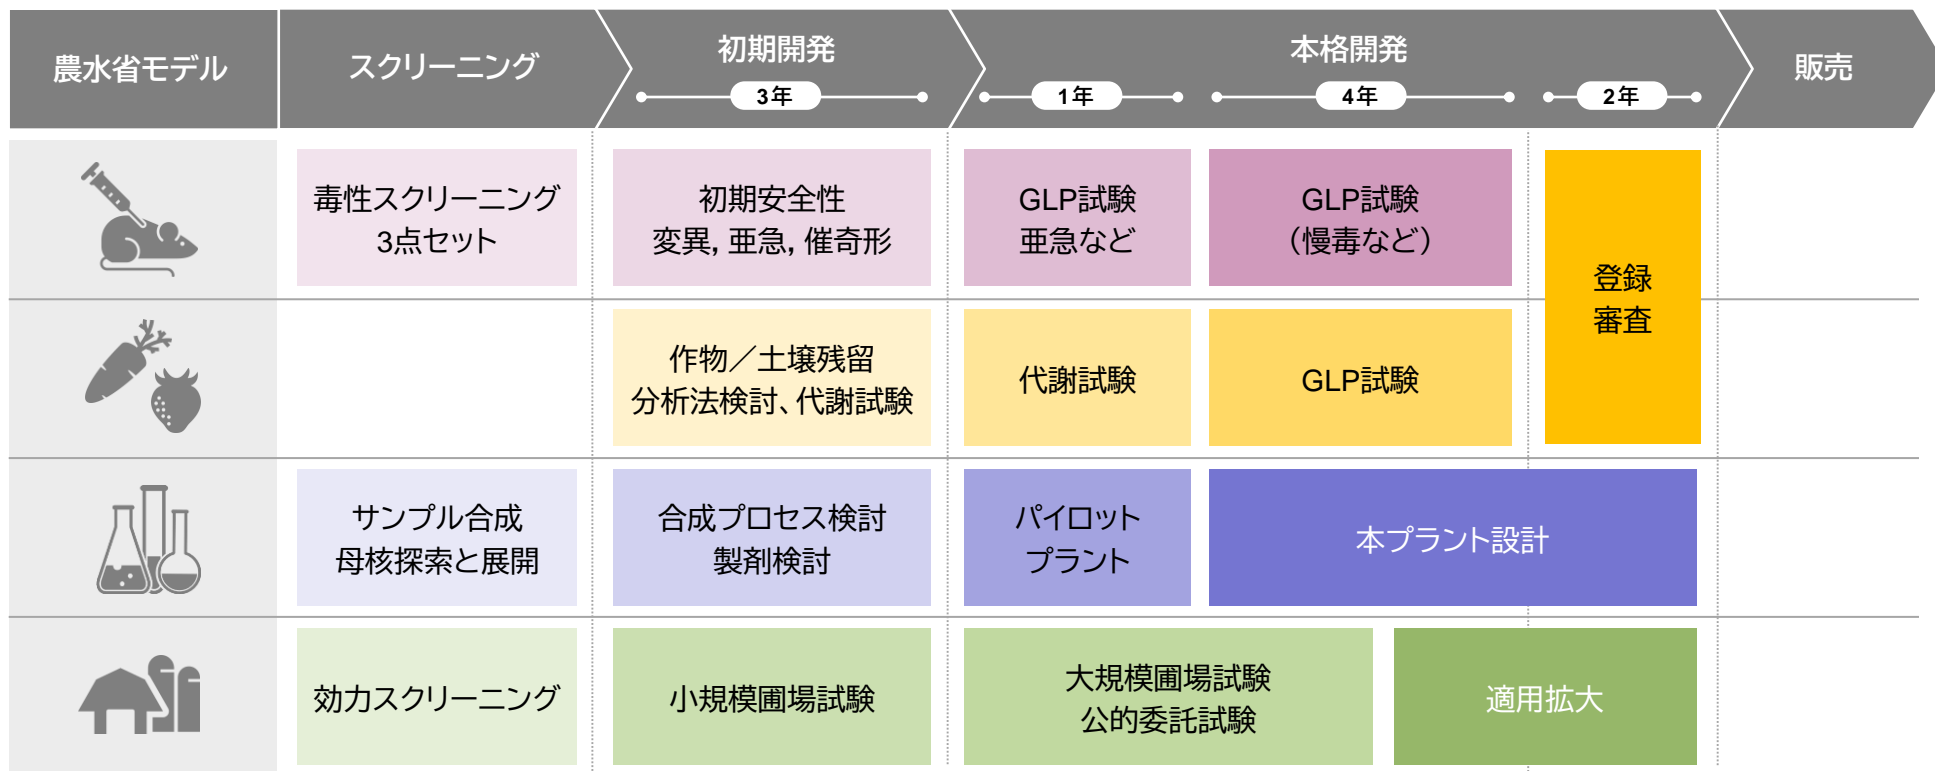 農水省モデル
スクリーニング
初期開発
3年
本格開発
1年
4年
2年
販売
毒性スクリーニング
3点セット
初期安全性
変異, 亜急, 催奇形
GLP試験
亜急など
GLP試験
（慢毒など）
登録
審査
作物／土壌残留
分析法検討、代謝試験
代謝試験
GLP試験
サンプル合成
母核探索と展開
合成プロセス検討
製剤検討
パイロット
プラント
本プラント設計
効力スクリーニング
小規模圃場試験
大規模圃場試験
公的委託試験
適用拡大